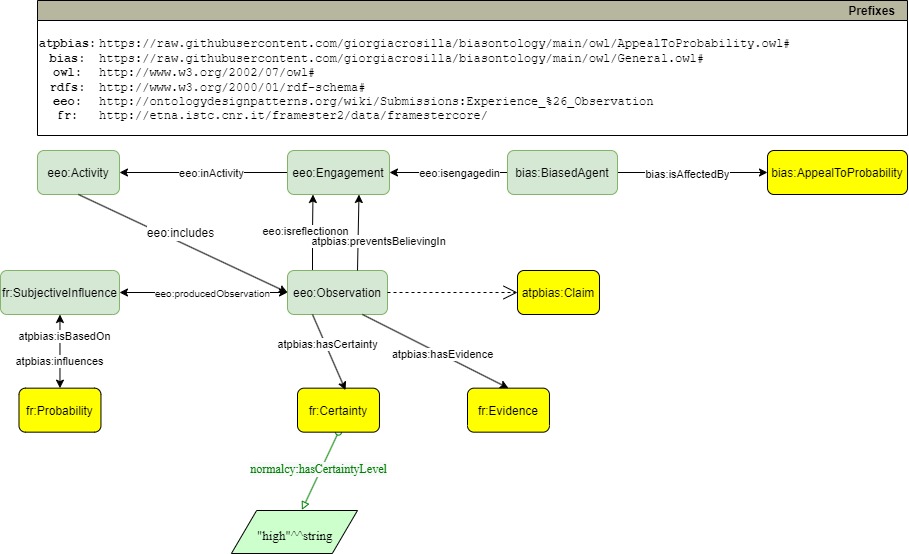 Prefixes
atpbias: https://raw.githubusercontent.com/giorgiacrosilla/biasontology/main/owl/AppealToProbability.owl#
bias: https://raw.githubusercontent.com/giorgiacrosilla/biasontology/main/owl/General.owl#
owl: http://www.w3.org/2002/07/owl#
rdfs: http://www.w3.org/2000/01/rdf-schema#
eeo: http://ontologydesignpatterns.org/wiki/Submissions:Experience_%26_Observation
fr: http://etna.istc.cnr.it/framester2/data/framestercore/
eeo:Activity
eeo:inActivity
eeo:Engagement
eeo:isengagedin
bias:BiasedAgent
bias:isAffectedBy
bias:AppealToProbability
eeo:includes
eeo:isreflectionon
atpbias:preventsBelievingIn
fr:SubjectiveInfluence
eeo:producedObservation
eeo:Observation
atpbias:Claim
atpbias:isBasedOn
atpbias:influences
atpbias:hasCertainty
atpbias:hasEvidence
fr:Probability
fr:Certainty
fr:Evidence
normalcy:hasCertaintyLevel
"high"^^string